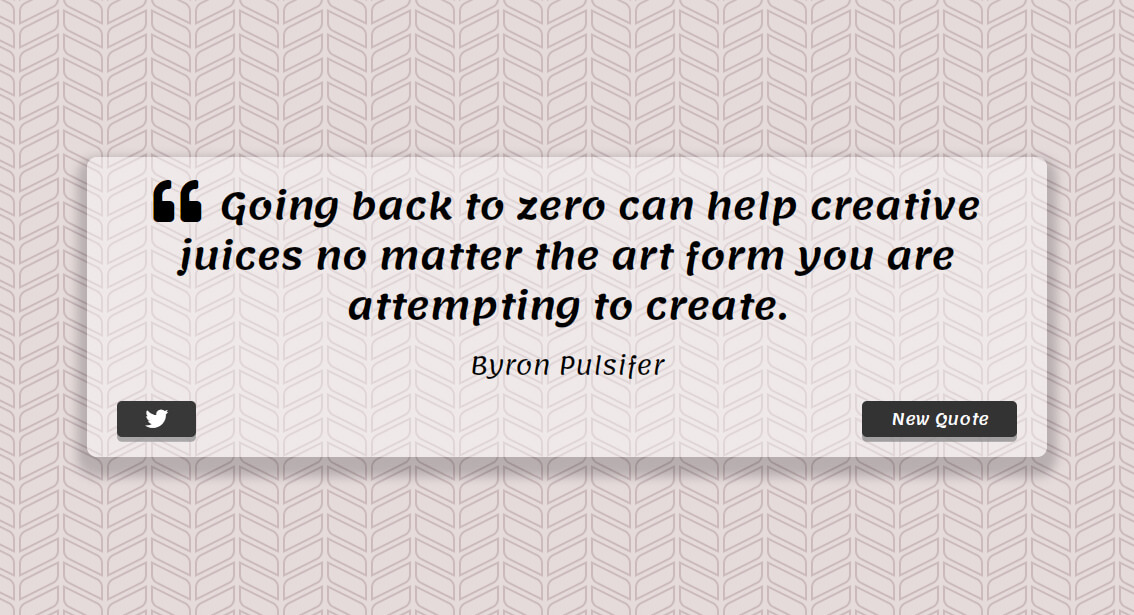 “ Going back to zero can help creative
juices no matter the art form you are
attempting to create.
Byron Pulsifer
New Quote